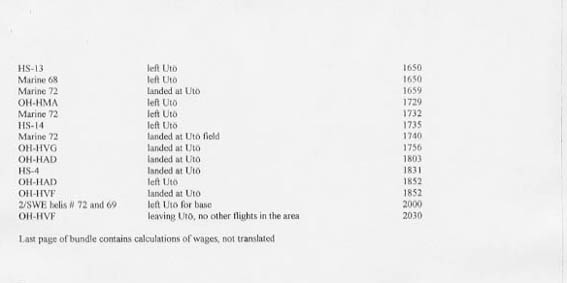 HS-13 left Utö 1650
Marine 68 left Utö 1650
Marine 72 landed at Utö 1659
OH-HMA left Utö 1729
Marine 72 left Utö 1732
HS-14 left Utö 1735
Marine 72 landed at Utö field 1740
OH-HVG landed at Utö 1756
OH-HAD landed at Utö 1803
HS-4 landed at Utö 1831
OH-HAD left Utö 1852
OH-HVF landed at Utö 1852
2/SWE helis # 72 and 69 left Utö for base 2000
OH-HVF leaving Utö, no other flights in the area 2030
Last page of bundle contains calculations of wages, not translated